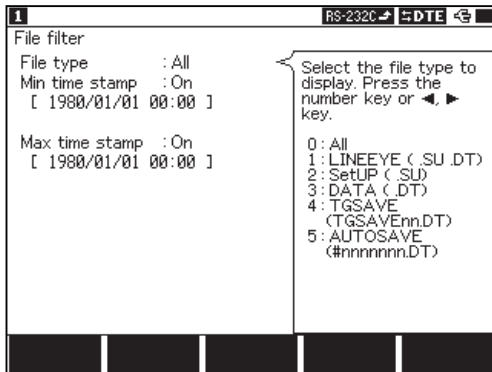 1
RS-232C DTE
File filter
File type : All
Min time stamp : On
[ 1980/01/01 00:00 ]
Max time stamp : On
[ 1980/01/01 00:00 ]
Select the file type to
display. Press the
number key or ◄, ►
key.
0 : All
1 : LINEEYE ( .SU .DT)
2 : SetUP ( .SU)
3 : DATA ( .DT)
4 : TGSAVE
(TGSAVEnn.DT)
5 : AUTOSAVE
(#nnnnnnn.DT)